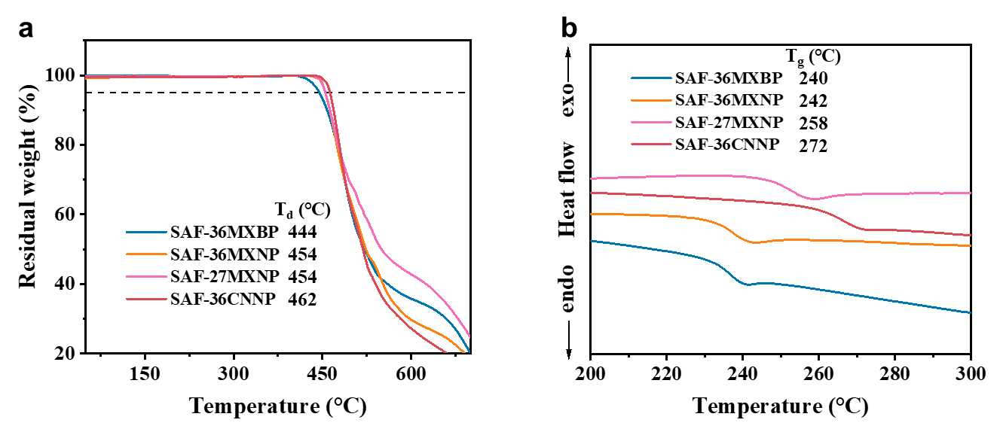 a
100
80
60
40
20
Residual weight (%)
T_d (°C)
SAF-36MXBP 444
SAF-36MXNP 454
SAF-27MXNP 454
SAF-36CNNP 462
150 300 450 600
Temperature (°C)
b
endo Heat flow exo
T_g (°C)
SAF-36MXBP 240
SAF-36MXNP 242
SAF-27MXNP 258
SAF-36CNNP 272
200 220 240 260 280 300
Temperature (°C)